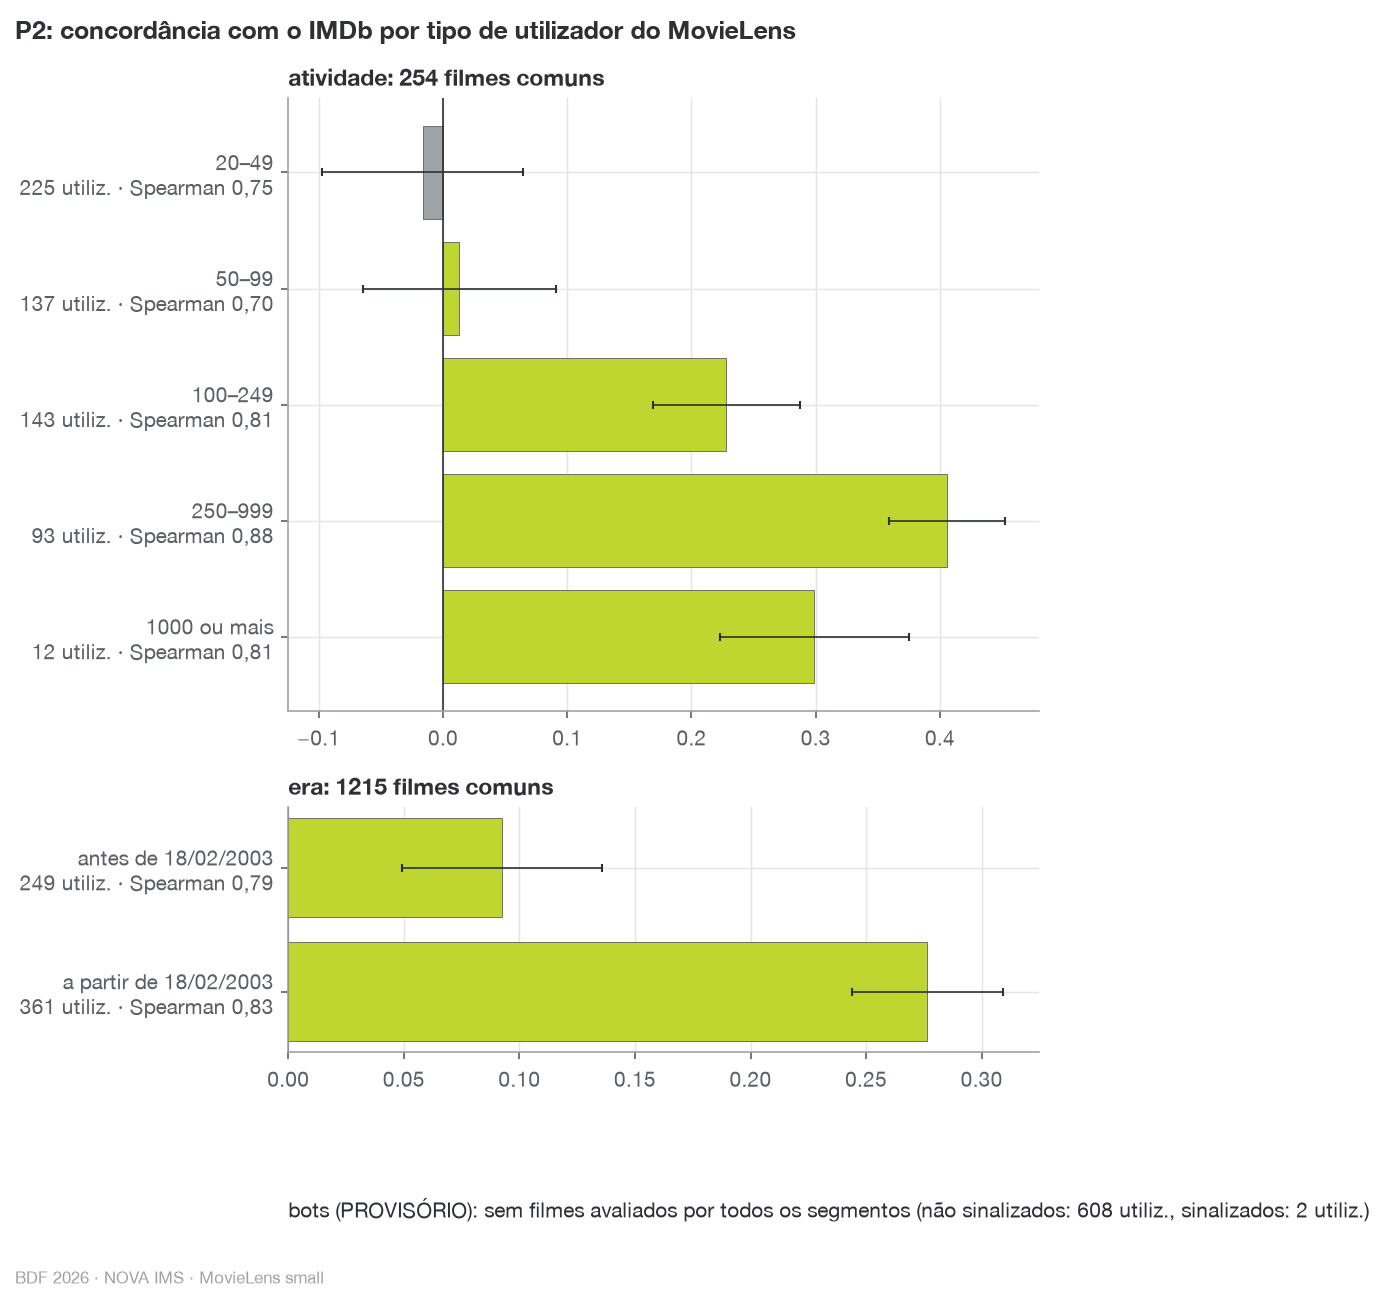 P2: concordância com o IMDb por tipo de utilizador do MovieLens
atividade: 254 filmes comuns
20–49
225 utiliz. · Spearman 0,75
50–99
137 utiliz. · Spearman 0,70
100–249
143 utiliz. · Spearman 0,81
250–999
93 utiliz. · Spearman 0,88
1000 ou mais
12 utiliz. · Spearman 0,81
−0.1 0.0 0.1 0.2 0.3 0.4
era: 1215 filmes comuns
antes de 18/02/2003
249 utiliz. · Spearman 0,79
a partir de 18/02/2003
361 utiliz. · Spearman 0,83
0.00 0.05 0.10 0.15 0.20 0.25 0.30
bots (PROVISÓRIO): sem filmes avaliados por todos os segmentos (não sinalizados: 608 utiliz., sinalizados: 2 utiliz.)
BDF 2026 · NOVA IMS · MovieLens small